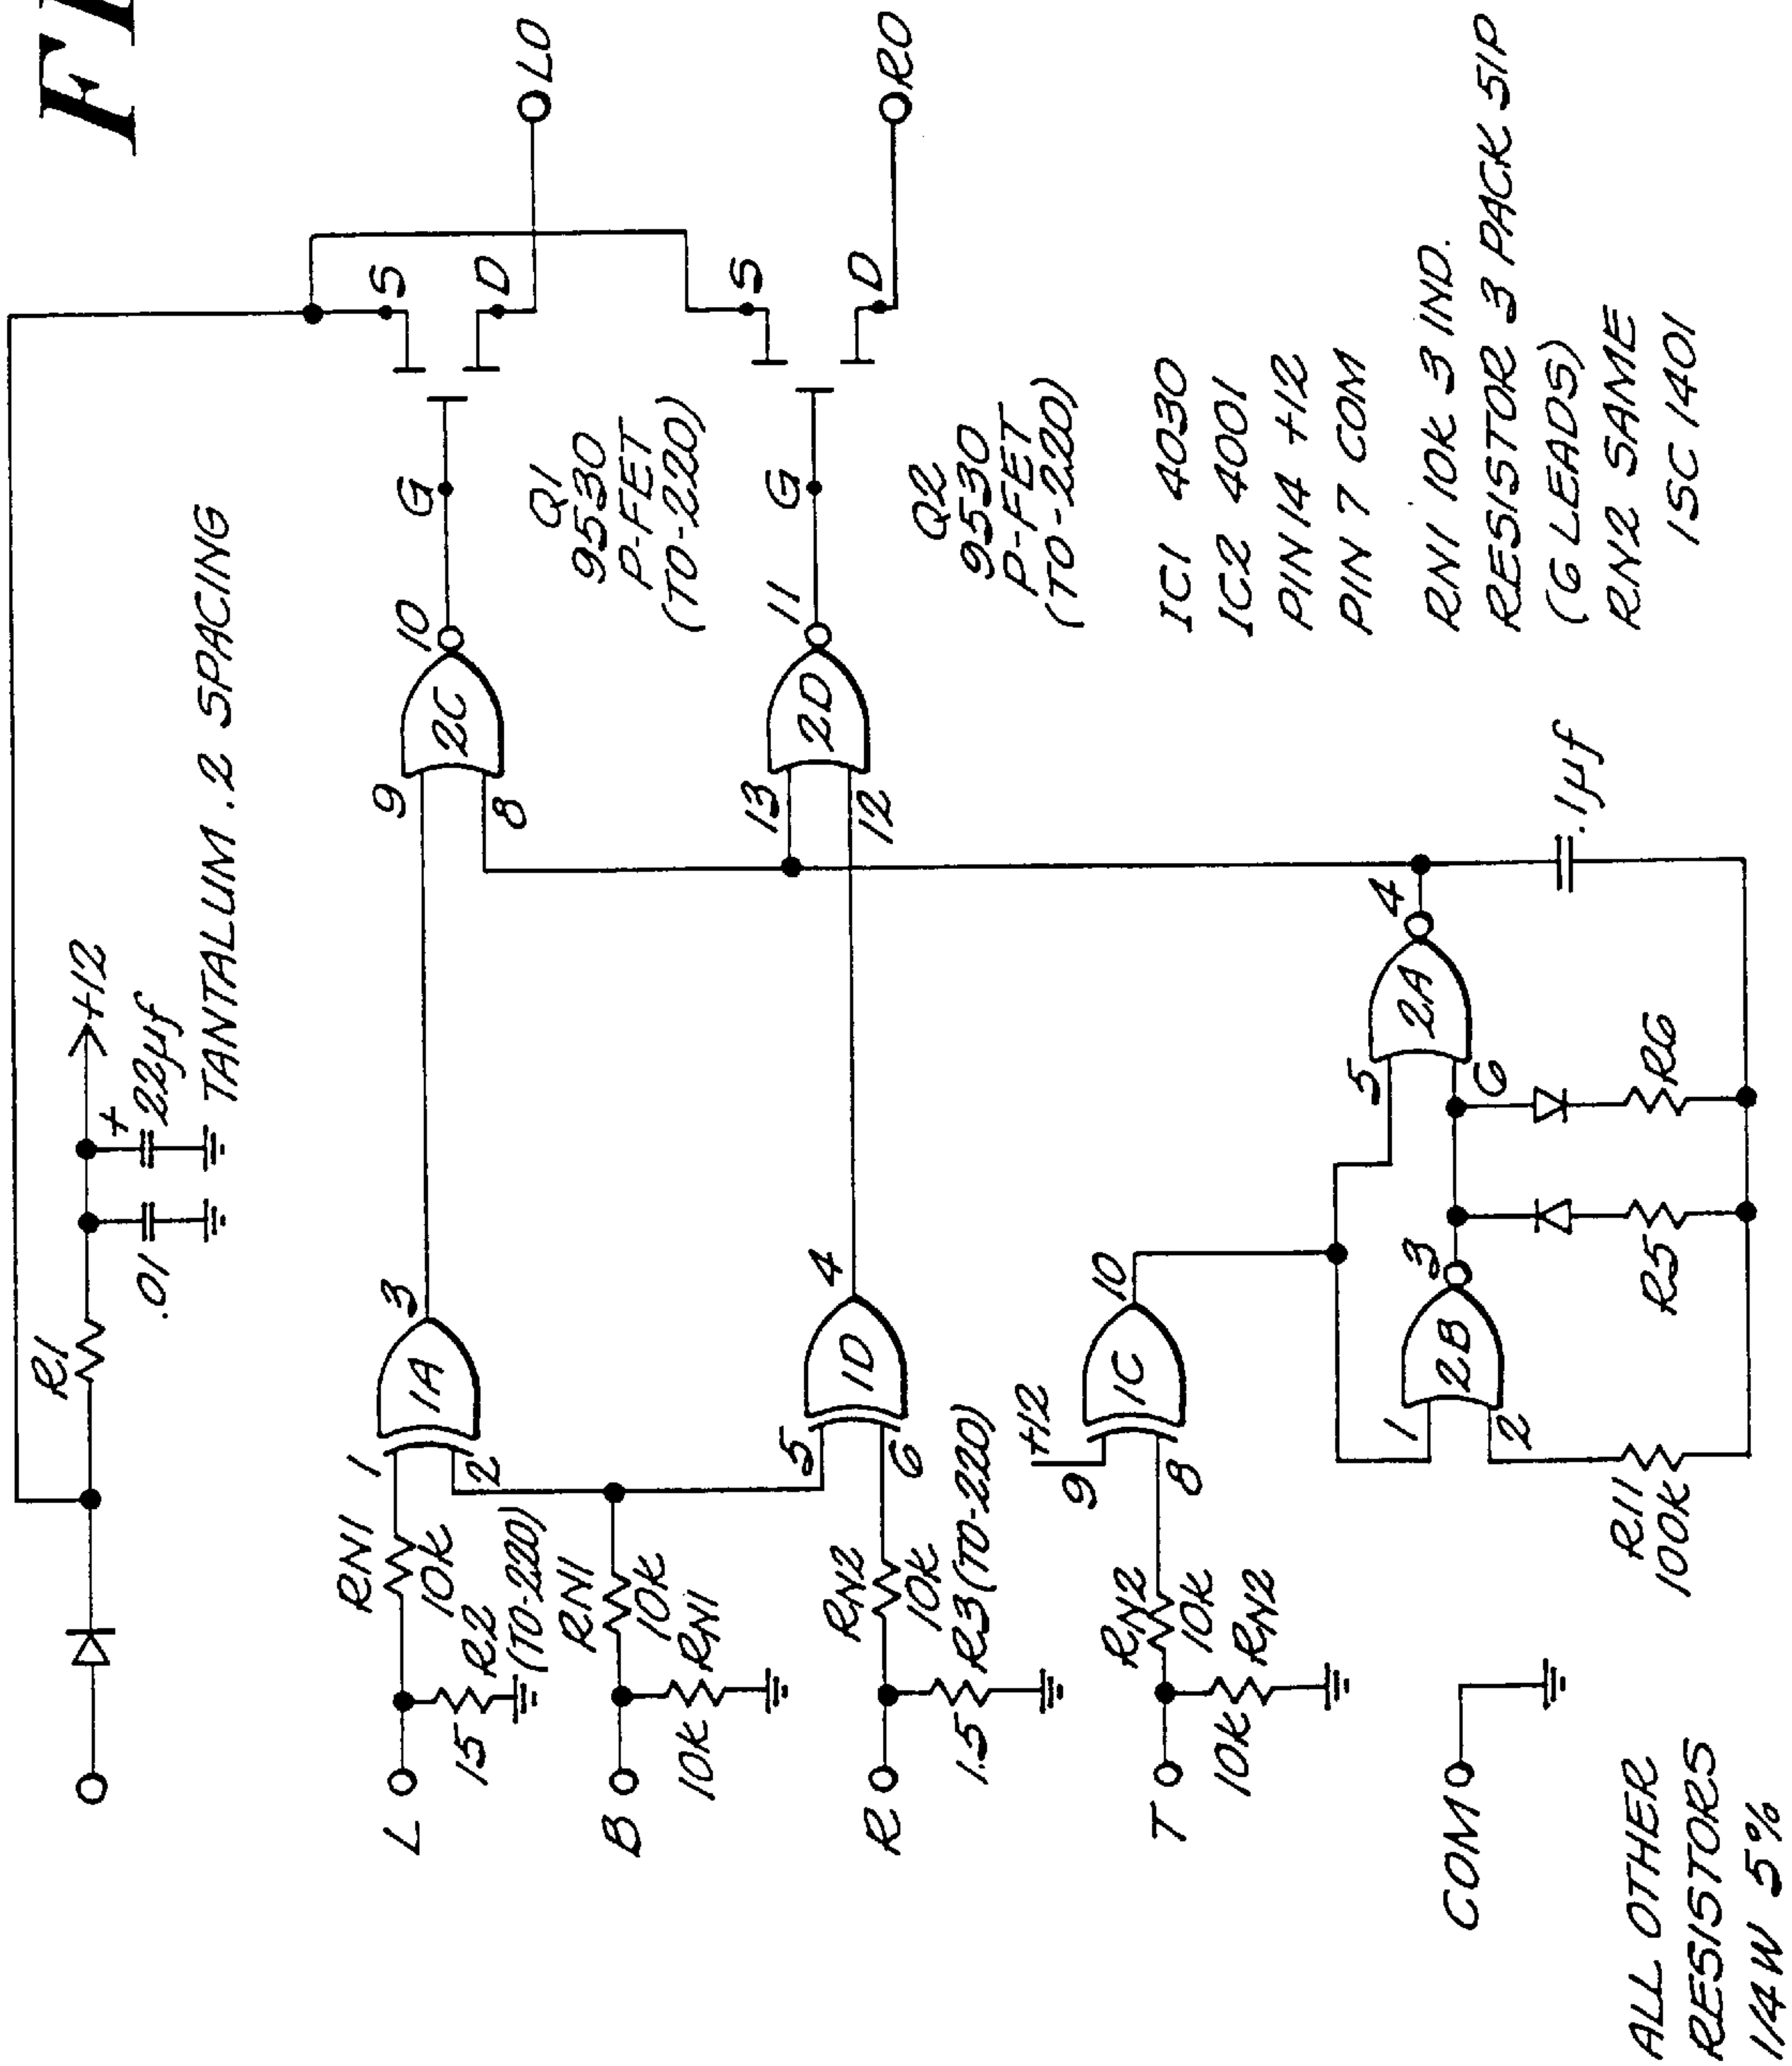 FI
R1
+12
.01
+
22µf
TANTALUM .2 SPACING
L
RN1
10K
15
R2
(TO-220)
1
2
1A
3
B
RN1
10K
10K
RN1
R
RN2
10K
1.5
R3 (TO-220)
5
6
1D
4
T
RN2
10K
10K
RN2
+12
9
8
1C
10
COM
R11
100K
1
2
2B
3
R5
R6
5
6
2A
4
.1µf
9
8
2C
10
13
12
2D
11
G
S
D
LO
Q1
9530
P-FET
(TO-220)
G
S
D
RO
Q2
9530
P-FET
(TO-220)
IC1 4030
IC2 4001
PIN 14 +12
PIN 7 COM
RN1 10K 3 IND.
RESISTOR 3 PACK SIP
(6 LEADS)
RN2 SAME
ISC 1401
ALL OTHER
RESISTORS
1/4W 5%